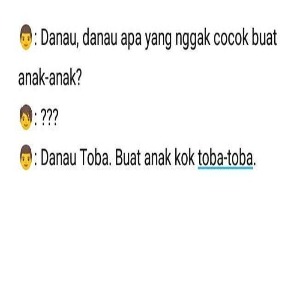 👨: Danau, danau apa yang nggak cocok buat
anak-anak?
👦: ???
👨: Danau Toba. Buat anak kok toba-toba.